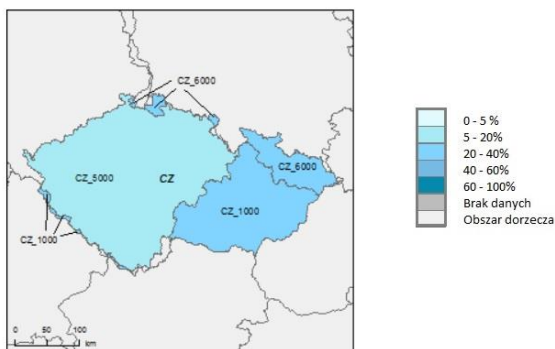 CZ_6000
CZ_5000
CZ
CZ_6000
CZ_1000
CZ_1000
0 50 100
km
0 - 5 %
5 - 20%
20 - 40%
40 - 60%
60 - 100%
Brak danych
Obszar dorzecza